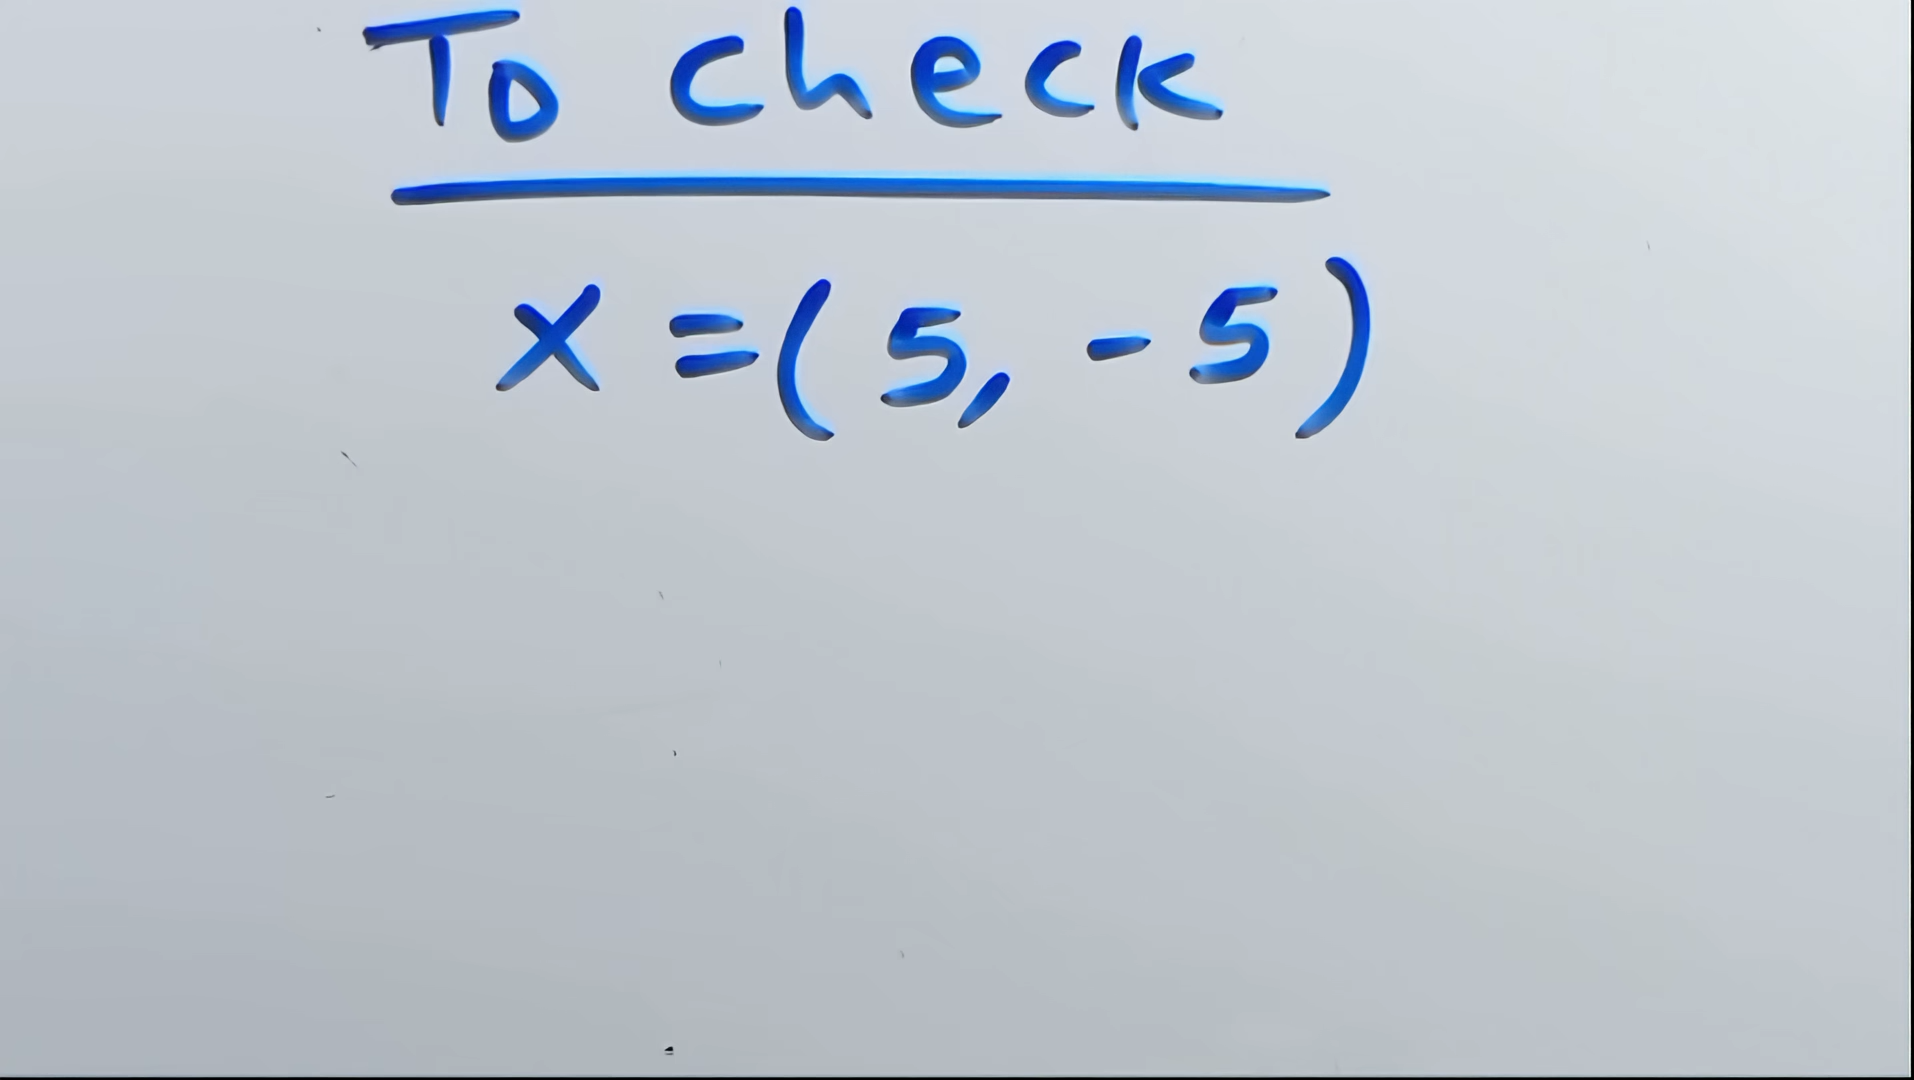 To check
x = ( 5, - 5 )